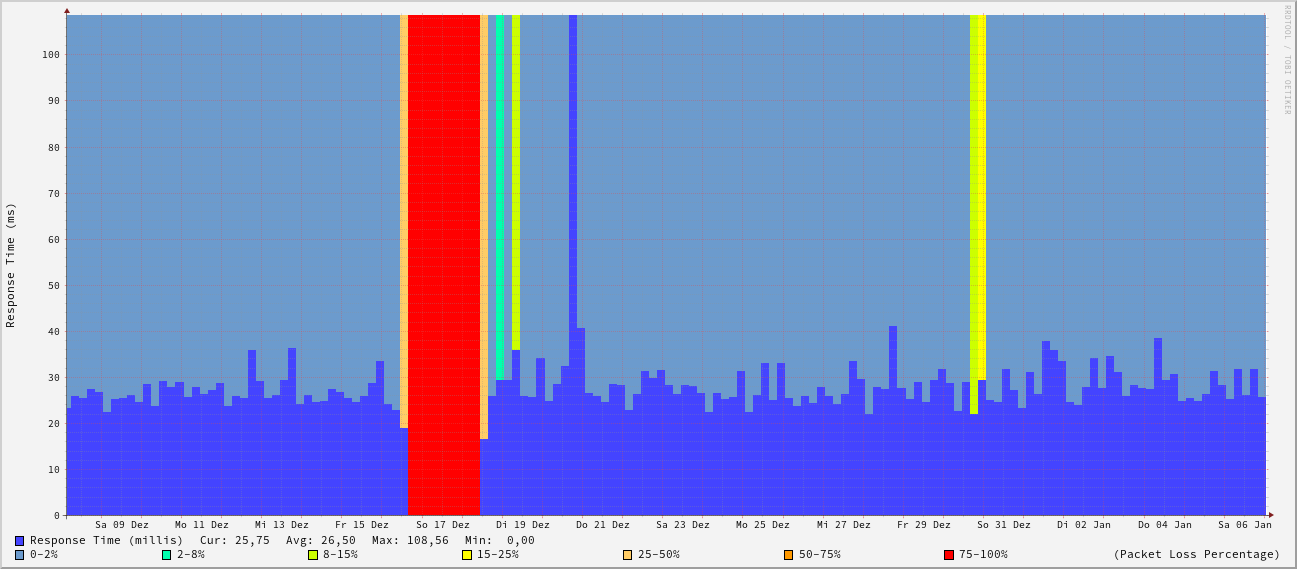 RRDTOOL / TOBI OETIKER
Response Time (ms)
100
90
80
70
60
50
40
30
20
10
0
Sa 09 Dez Mo 11 Dez Mi 13 Dez Fr 15 Dez So 17 Dez Di 19 Dez Do 21 Dez Sa 23 Dez Mo 25 Dez Mi 27 Dez Fr 29 Dez So 31 Dez Di 02 Jan Do 04 Jan Sa 06 Jan
Response Time (millis) Cur: 25,75 Avg: 26,50 Max: 108,56 Min: 0,00
0-2% 2-8% 8-15% 15-25% 25-50% 50-75% 75-100% (Packet Loss Percentage)